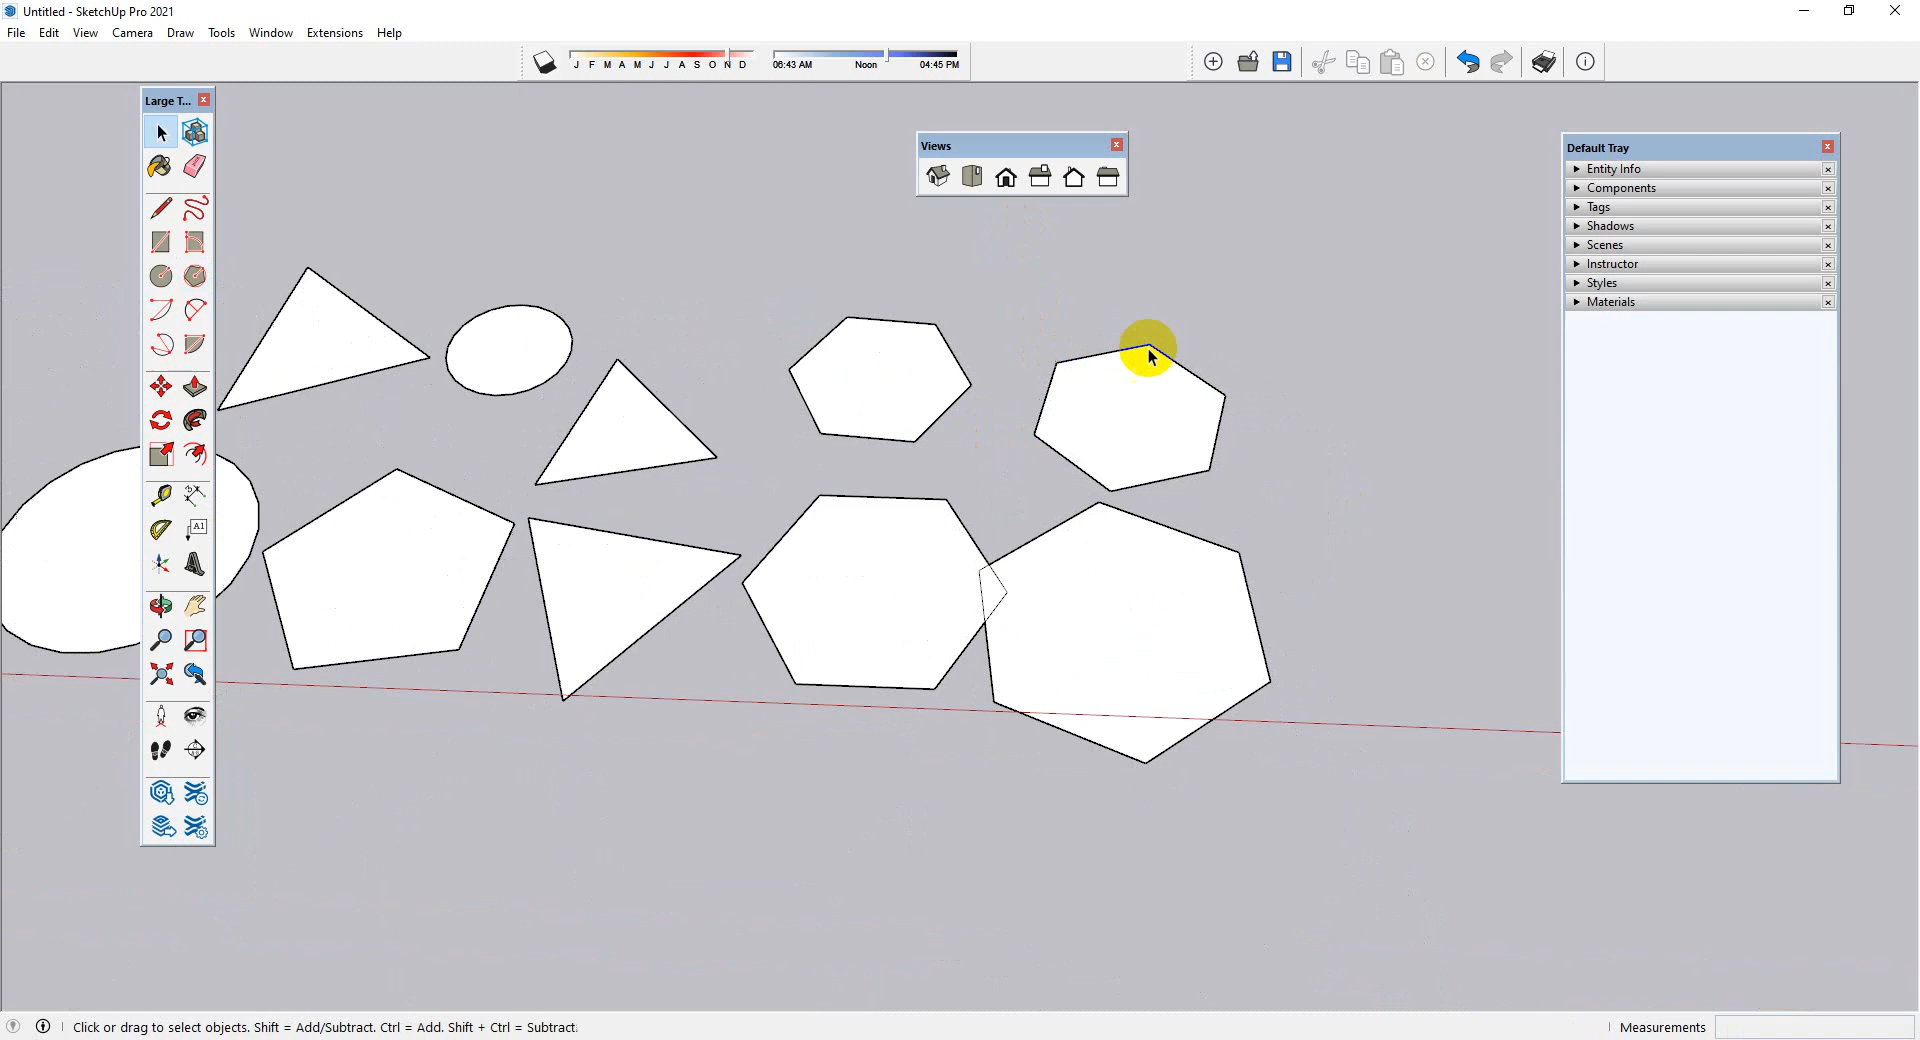 Untitled - SketchUp Pro 2021
File Edit View Camera Draw Tools Window Extensions Help
J F M A M J J A S O N D
06:43 AM Noon 04:45 PM
Large T...
Views
Default Tray
Entity Info
Components
Tags
Shadows
Scenes
Instructor
Styles
Materials
A1
Click or drag to select objects. Shift = Add/Subtract. Ctrl = Add. Shift + Ctrl = Subtract.
Measurements